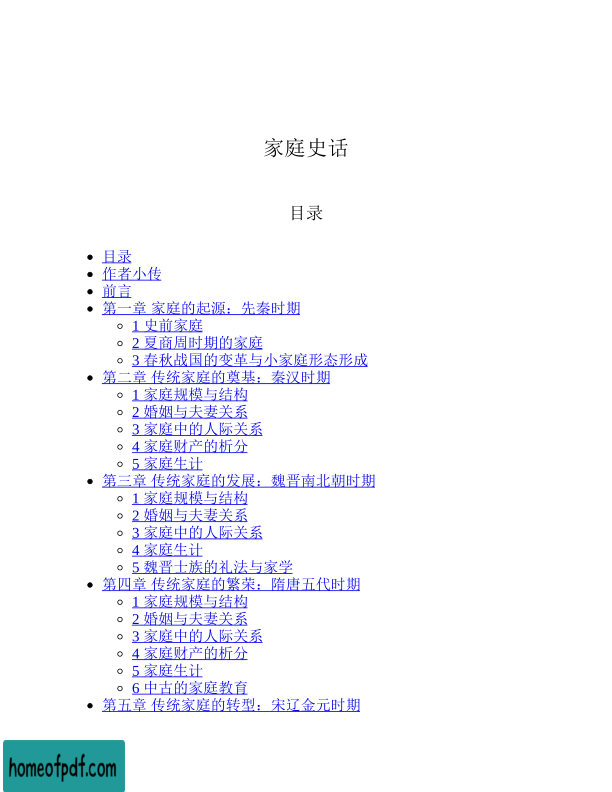 家庭史话
目录
目录
作者小传
前言
第一章 家庭的起源：先秦时期
1 史前家庭
2 夏商周时期的家庭
3 春秋战国的变革与小家庭形态形成
第二章 传统家庭的奠基：秦汉时期
1 家庭规模与结构
2 婚姻与夫妻关系
3 家庭中的人际关系
4 家庭财产的析分
5 家庭生计
第三章 传统家庭的发展：魏晋南北朝时期
1 家庭规模与结构
2 婚姻与夫妻关系
3 家庭中的人际关系
4 家庭生计
5 魏晋士族的礼法与家学
第四章 传统家庭的繁荣：隋唐五代时期
1 家庭规模与结构
2 婚姻与夫妻关系
3 家庭中的人际关系
4 家庭财产的析分
5 家庭生计
6 中古的家庭教育
第五章 传统家庭的转型：宋辽金元时期
homeofpdf.com